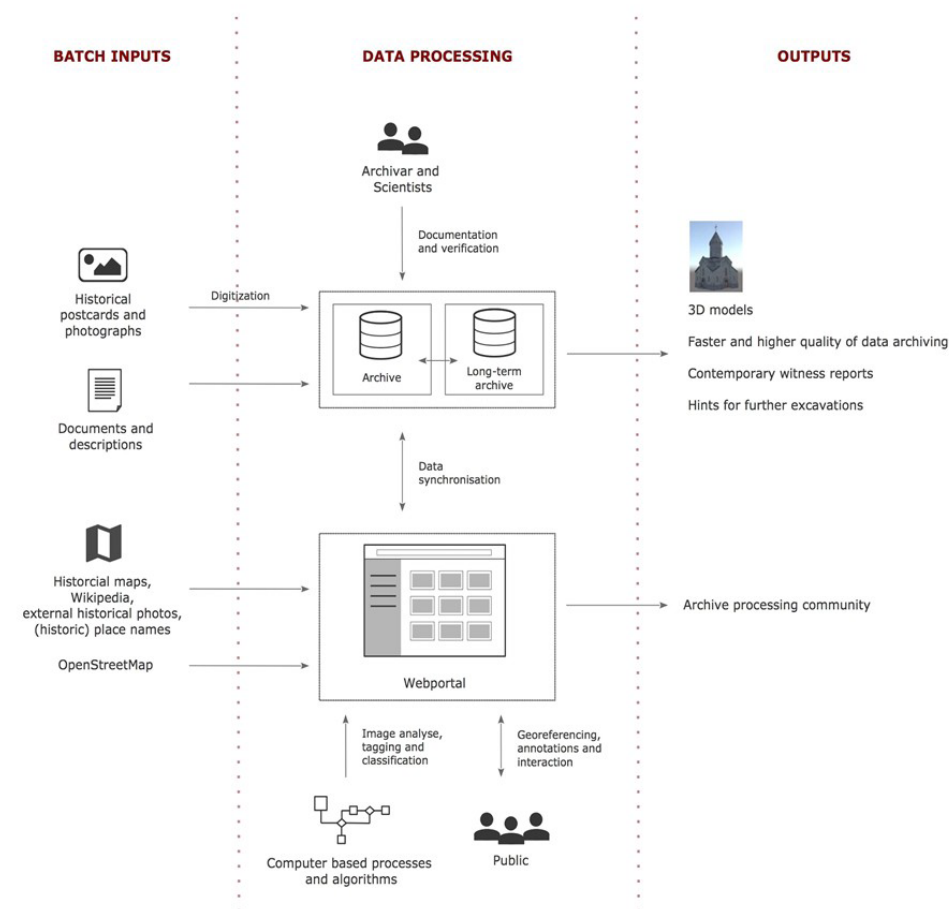 BATCH INPUTS
DATA PROCESSING
OUTPUTS
Archivar and
Scientists
Documentation
and verification
Historical
postcards and
photographs
Digitization
Archive
Long-term
archive
3D models
Faster and higher quality of data archiving
Contemporary witness reports
Hints for further excavations
Documents and
descriptions
Data
synchronisation
Historcial maps,
Wikipedia,
external historical photos,
(historic) place names
OpenStreetMap
Webportal
Archive processing community
Image analyse,
tagging and
classification
Georeferencing,
annotations and
interaction
Computer based processes
and algorithms
Public